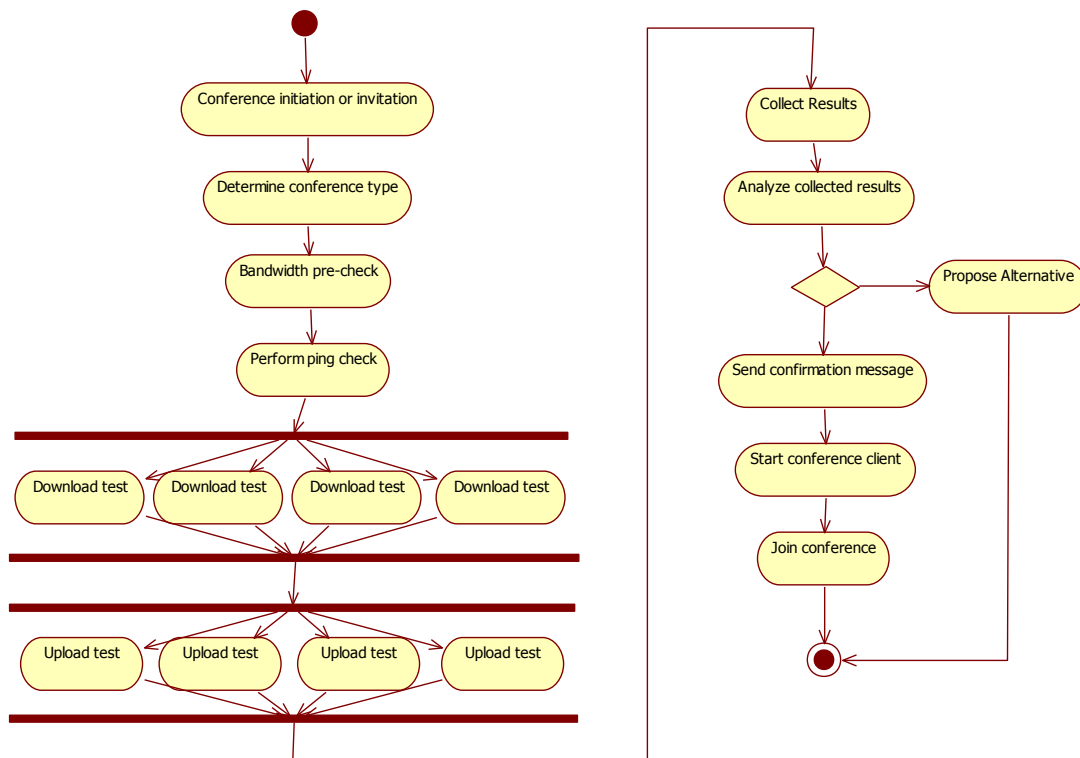 Conference initiation or invitation
Determine conference type
Bandwidth pre-check
Perform ping check
Download test
Download test
Download test
Download test
Upload test
Upload test
Upload test
Upload test
Collect Results
Analyze collected results
Propose Alternative
Send confirmation message
Start conference client
Join conference